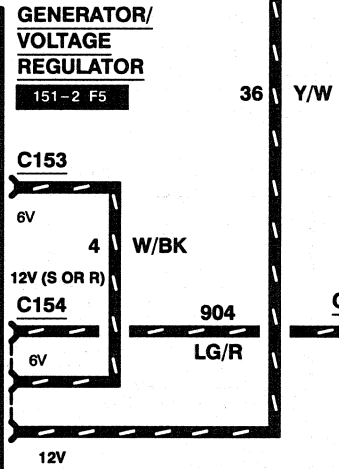 GENERATOR/
VOLTAGE
REGULATOR
151-2 F5
36 Y/W
C153
6V
4 W/BK
12V (S OR R)
C154
904
LG/R
6V
12V